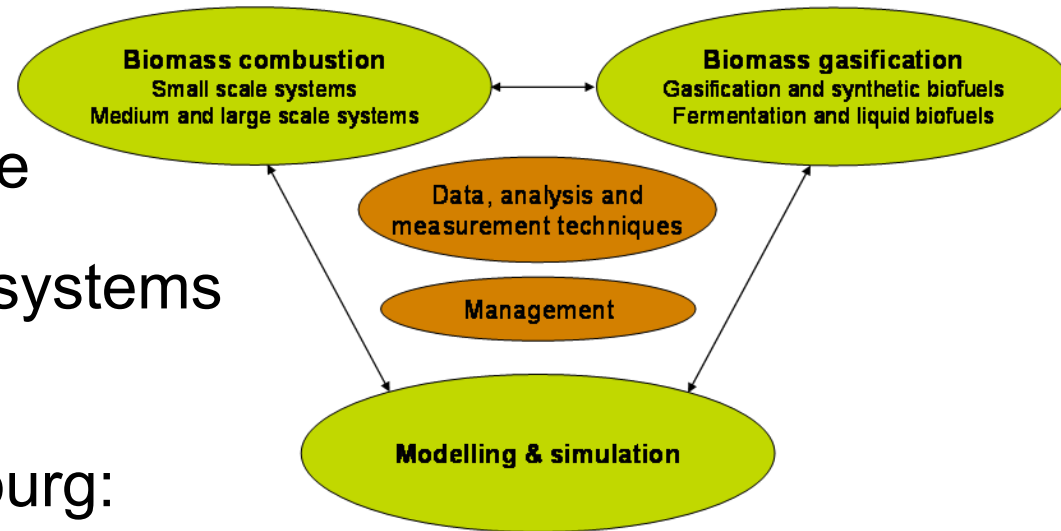 Biomass combustion
Small scale systems
Medium and large scale systems
Biomass gasification
Gasification and synthetic biofuels
Fermentation and liquid biofuels
Data, analysis and
measurement techniques
Management
Modelling & simulation
systems